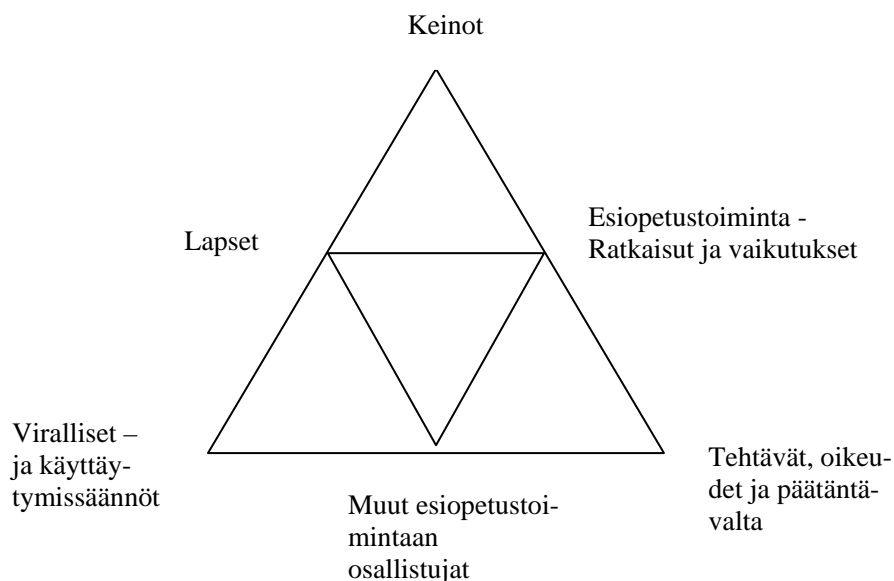 Keinot
Lapset
Esiopetustoiminta -
Ratkaisut ja vaikutukset
Viralliset –
ja käyttäy-
tymissäännöt
Muut esiopetustoi-
mintaan
osallistujat
Tehtävät, oikeu-
det ja päätäntä-
valta